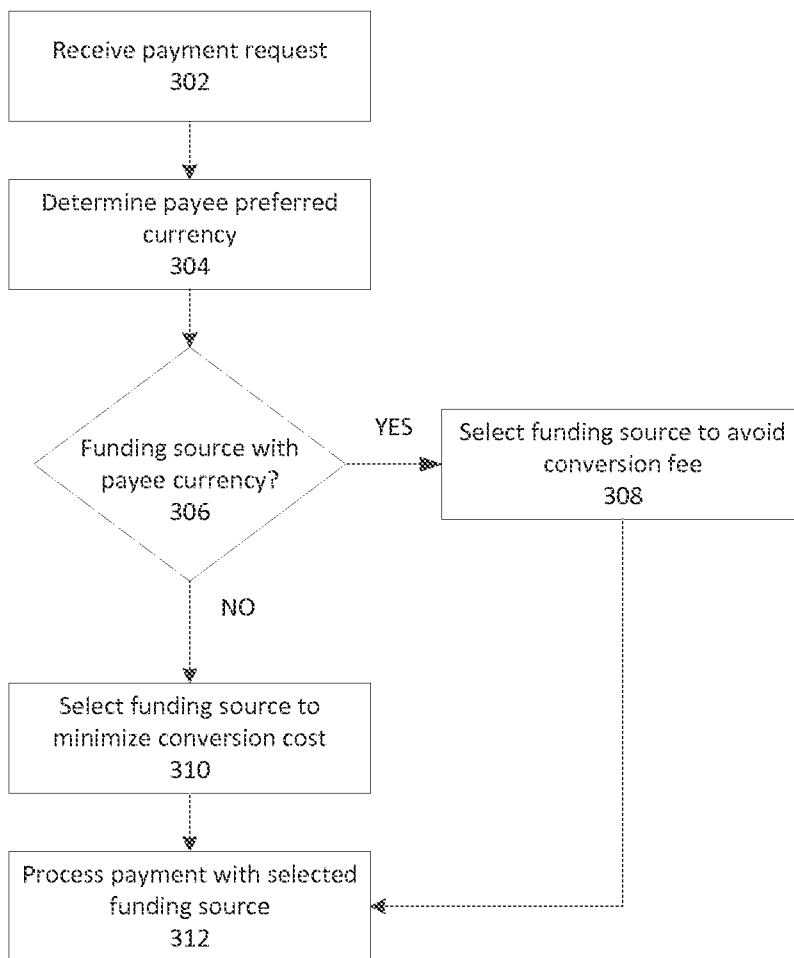 Receive payment request
302
Determine payee preferred
currency
304
Funding source with
payee currency?
306
YES
Select funding source to avoid
conversion fee
308
NO
Select funding source to
minimize conversion cost
310
Process payment with selected
funding source
312